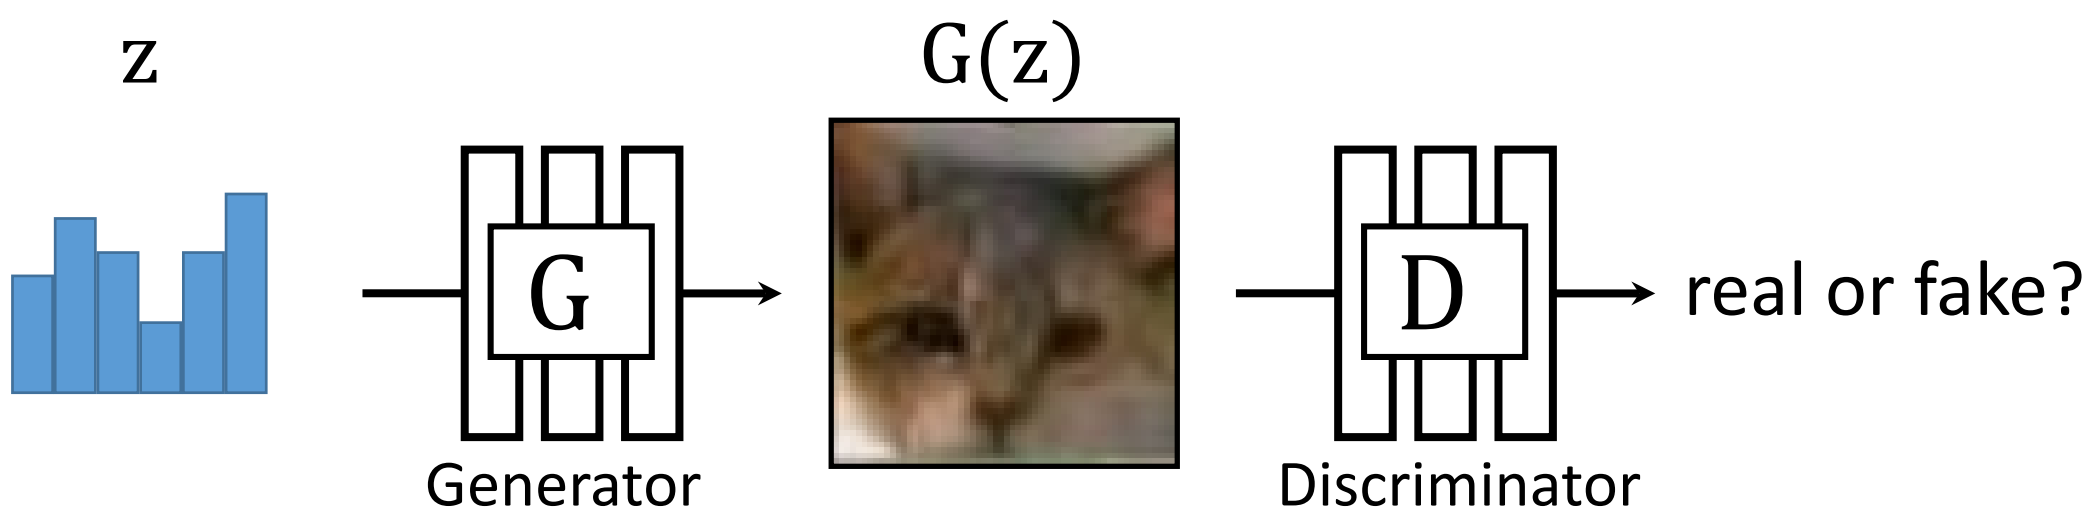 z
G
Generator
G(z)
D
Discriminator
real or fake?